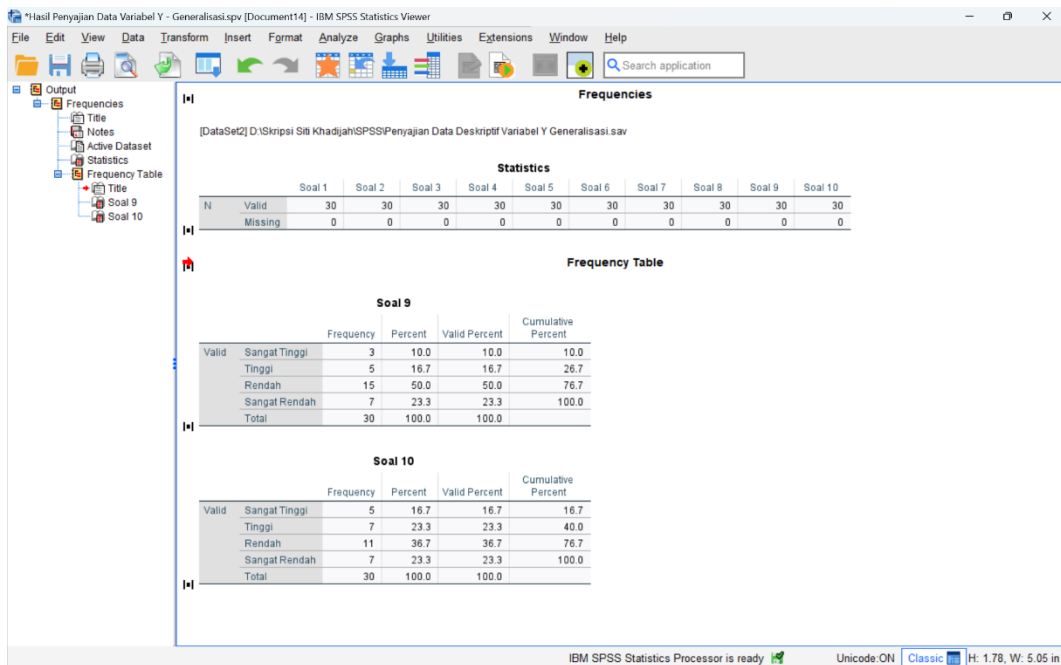 *Hasil Penyajian Data Variabel Y - Generalisasi.spv [Document14] - IBM SPSS Statistics Viewer
File Edit View Data Transform Insert Format Analyze Graphs Utilities Extensions Window Help
Search application
Output
Frequencies
Title
Notes
Active Dataset
Statistics
Frequency Table
Title
Soal 9
Soal 10
Frequencies
[DataSet2] D:\Skripsi Siti Khadijah\SPSS\Penyajian Data Deskriptif Variabel Y Generalisasi.sav
Statistics
Soal 1 Soal 2 Soal 3 Soal 4 Soal 5 Soal 6 Soal 7 Soal 8 Soal 9 Soal 10
N Valid 30 30 30 30 30 30 30 30 30 30
Missing 0 0 0 0 0 0 0 0 0 0
Frequency Table
Soal 9
Frequency Percent Valid Percent Cumulative Percent
Valid Sangat Tinggi 3 10.0 10.0 10.0
Tinggi 5 16.7 16.7 26.7
Rendah 15 50.0 50.0 76.7
Sangat Rendah 7 23.3 23.3 100.0
Total 30 100.0 100.0
Soal 10
Frequency Percent Valid Percent Cumulative Percent
Valid Sangat Tinggi 5 16.7 16.7 16.7
Tinggi 7 23.3 23.3 40.0
Rendah 11 36.7 36.7 76.7
Sangat Rendah 7 23.3 23.3 100.0
Total 30 100.0 100.0
IBM SPSS Statistics Processor is ready Unicode:ON Classic H: 1.78, W: 5.05 in